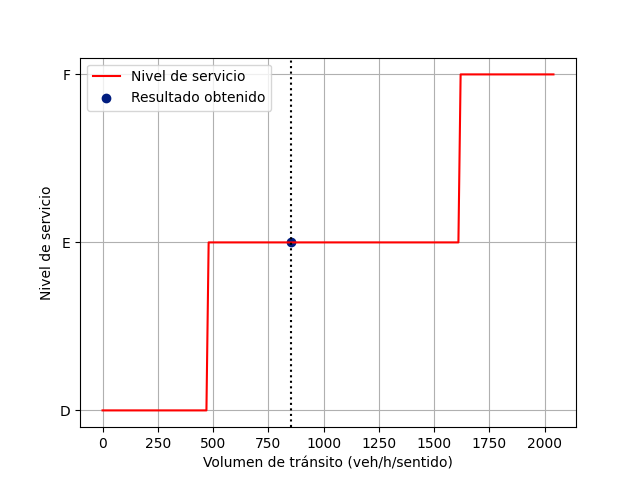 Nivel de servicio
Resultado obtenido
F
E
D
Nivel de servicio
0 250 500 750 1000 1250 1500 1750 2000
Volumen de tránsito (veh/h/sentido)